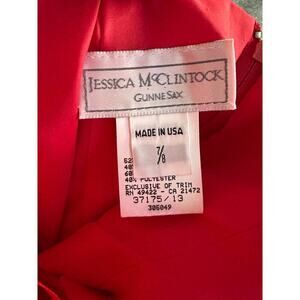 JESSICA McCLINTOCK
GUNNE SAX
MADE IN USA
7/8
40% POLYESTER
EXCLUSIVE OF TRIM
RN 49422 - CA 21472
37175/13
305049